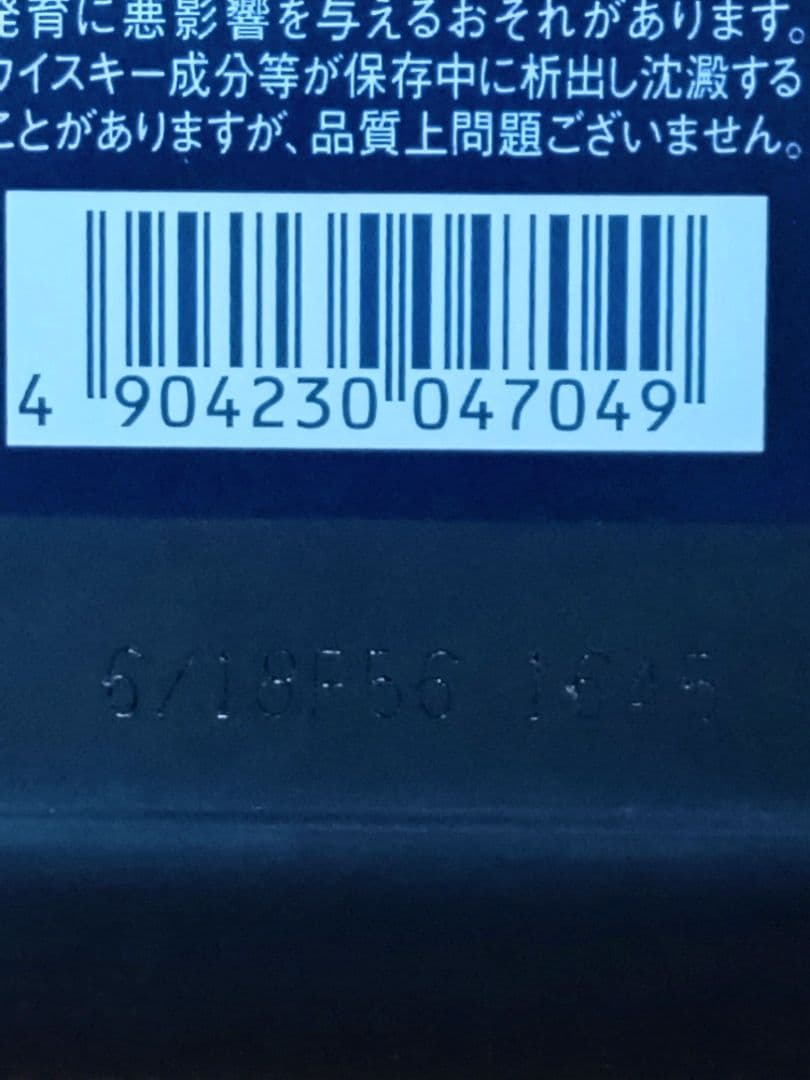 発育に悪影響を与えるおそれがあります。
ウイスキー成分等が保存中に析出し沈澱する
ことがありますが、品質上問題ございません。
4 904230 047049
6/18F56 1645